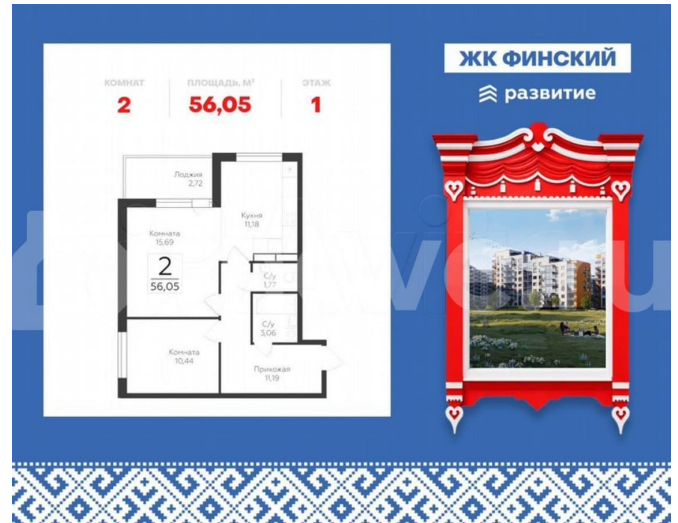 ЖК ФИНСКИЙ
развитие
КОМНАТ
2
ПЛОЩАДЬ, М²
56,05
ЭТАЖ
1
Лоджия
2,72
Кухня
11,18
Комната
15,69
2
56,05
С/у
1,77
С/у
3,06
Комната
10,44
Прихожая
11,19